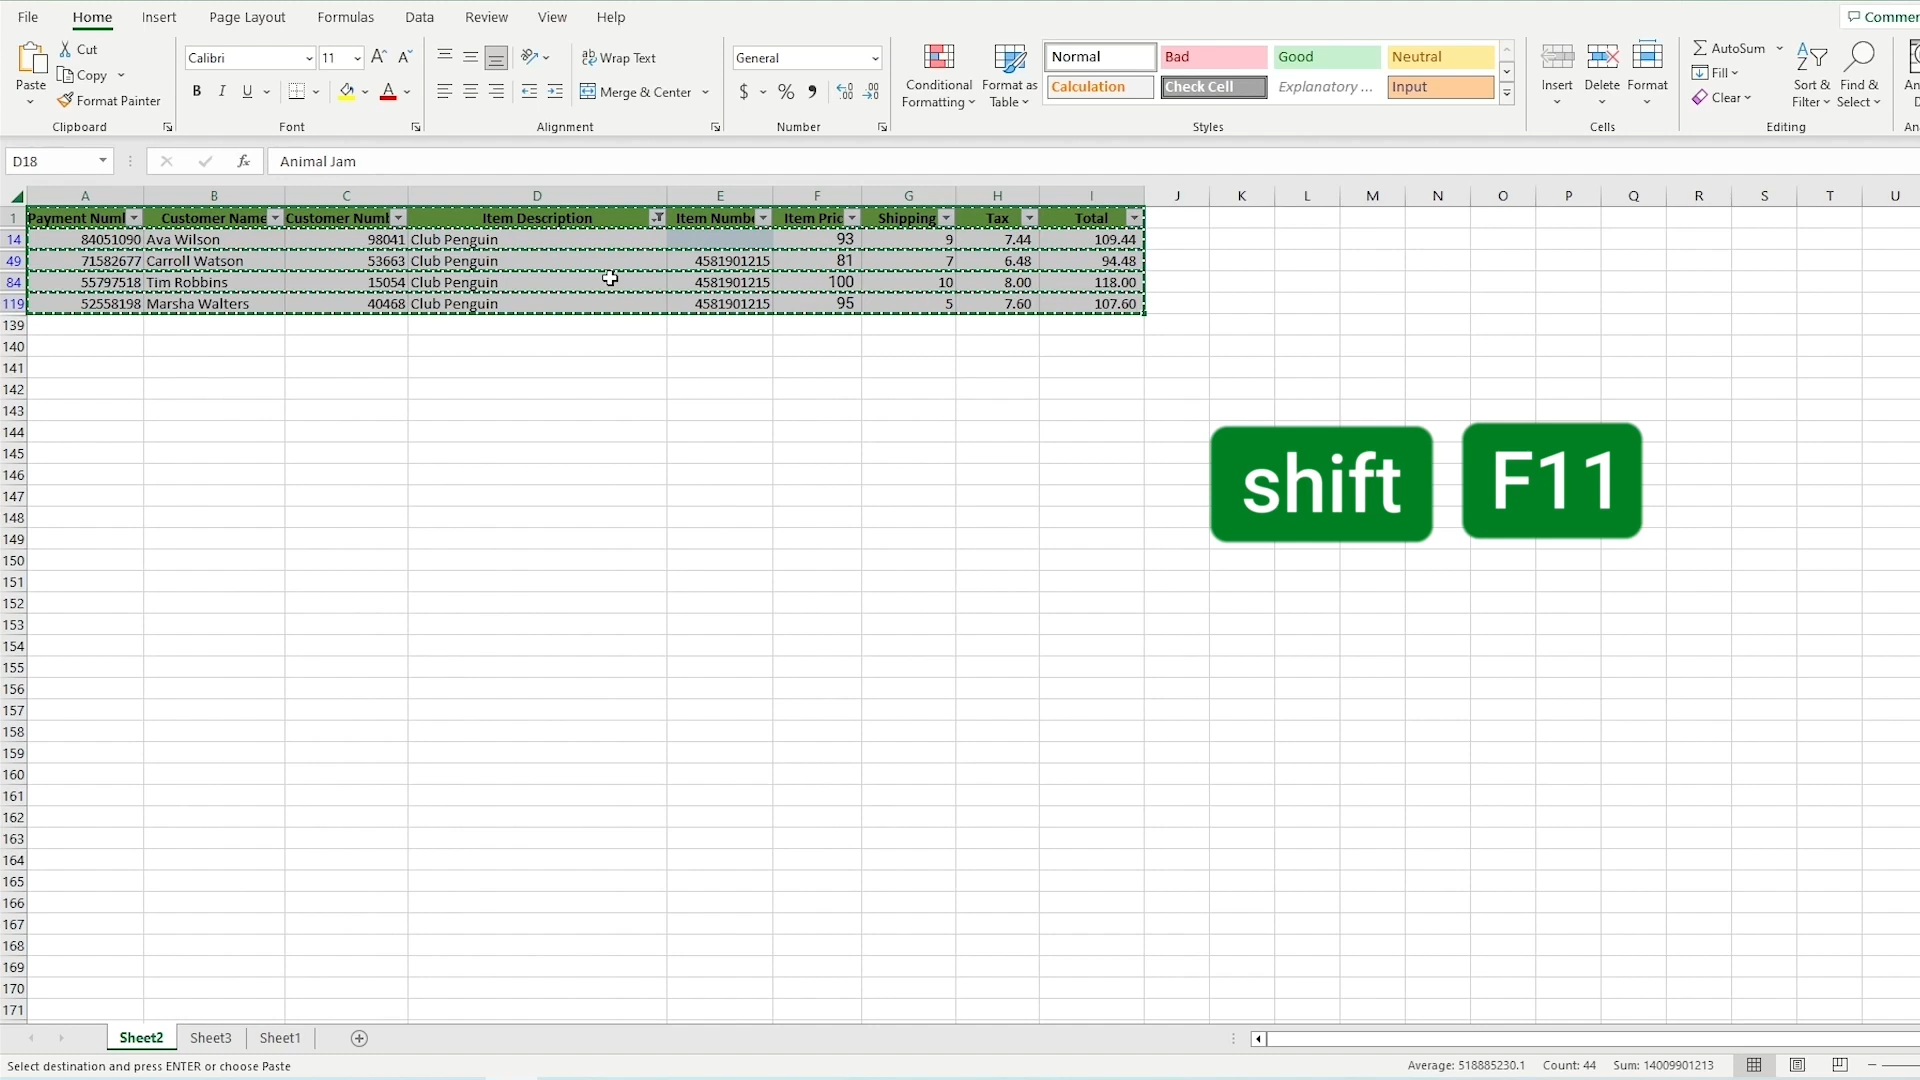 File Home Insert Page Layout Formulas Data Review View Help Commer
Paste Cut Copy Format Painter Clipboard
Calibri 11 B I U A Font
Wrap Text Merge & Center Alignment
General $ % Number
Conditional Formatting Format as Table
Normal Bad Good Neutral
Calculation Check Cell Explanatory ... Input
Styles
Insert Delete Format Cells
AutoSum Fill Clear Sort & Filter Find & Select Editing
An
D
An
D18 fx Animal Jam
A B C D E F G H I J K L M N O P Q R S T U
1 Payment Numl Customer Name Customer Numb Item Description Item Numbe Item Pric Shipping Tax Total
14 84051090 Ava Wilson 98041 Club Penguin 93 9 7.44 109.44
49 71582677 Carroll Watson 53663 Club Penguin 4581901215 81 7 6.48 94.48
84 55797518 Tim Robbins 15054 Club Penguin 4581901215 100 10 8.00 118.00
119 52558198 Marsha Walters 40468 Club Penguin 4581901215 95 5 7.60 107.60
139
140
141
142
143
144
145
146
147
shift F11
148
149
150
151
152
153
154
155
156
157
158
159
160
161
162
163
164
165
166
167
168
169
170
171
Sheet2 Sheet3 Sheet1
Select destination and press ENTER or choose Paste Average: 518885230.1 Count: 44 Sum: 14009901213